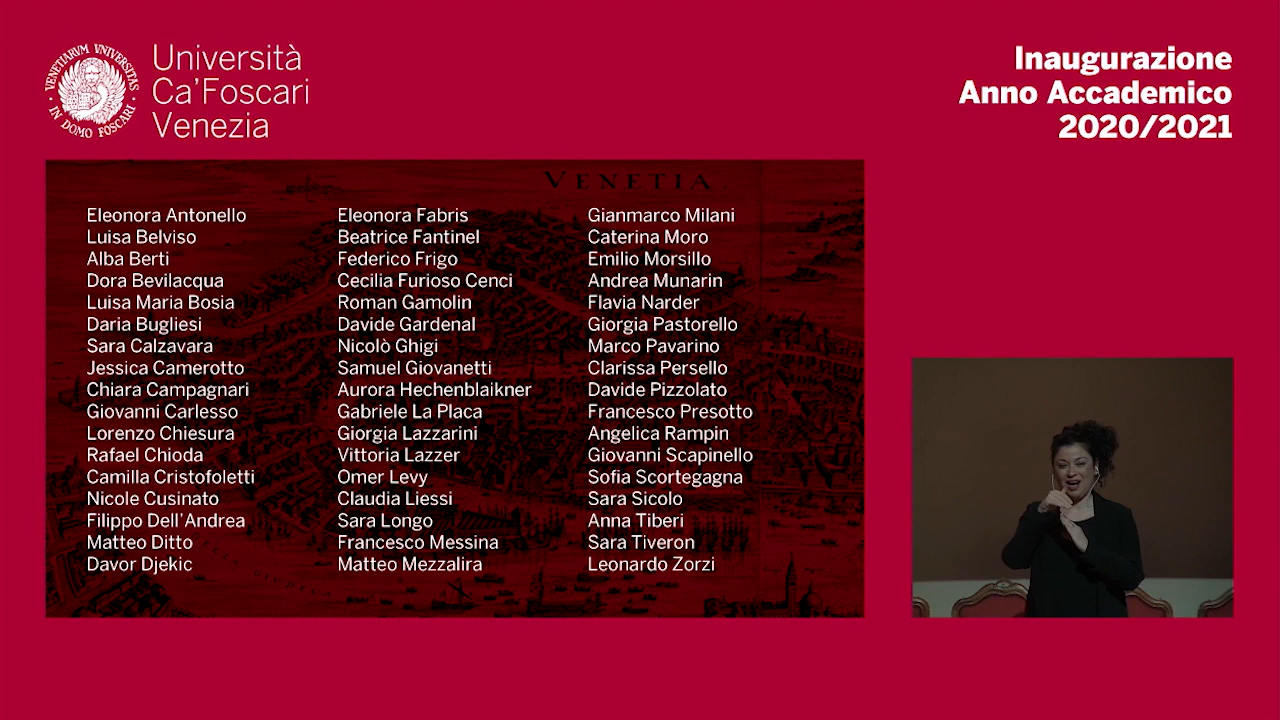 VENETIARVM VNIVERSITAS
IN DOMO FOSCARI
Università
Ca'Foscari
Venezia
Inaugurazione
Anno Accademico
2020/2021
VENETIA
Eleonora Antonello
Luisa Belviso
Alba Berti
Dora Bevilacqua
Luisa Maria Bosia
Daria Bugliesi
Sara Calzavara
Jessica Camerotto
Chiara Campagnari
Giovanni Carlesso
Lorenzo Chiesura
Rafael Chioda
Camilla Cristofoletti
Nicole Cusinato
Filippo Dell'Andrea
Matteo Ditto
Davor Djekic
Eleonora Fabris
Beatrice Fantinel
Federico Frigo
Cecilia Furioso Cenci
Roman Gamolin
Davide Gardenal
Nicolò Ghigi
Samuel Giovanetti
Aurora Hechenblaikner
Gabriele La Placa
Giorgia Lazzarini
Vittoria Lazzer
Omer Levy
Claudia Liessi
Sara Longo
Francesco Messina
Matteo Mezzalira
Gianmarco Milani
Caterina Moro
Emilio Morsillo
Andrea Munarin
Flavia Narder
Giorgia Pastorello
Marco Pavarino
Clarissa Persello
Davide Pizzolato
Francesco Presotto
Angelica Rampin
Giovanni Scapinello
Sofia Scortegagna
Sara Sicolo
Anna Tiberi
Sara Tiveron
Leonardo Zorzi